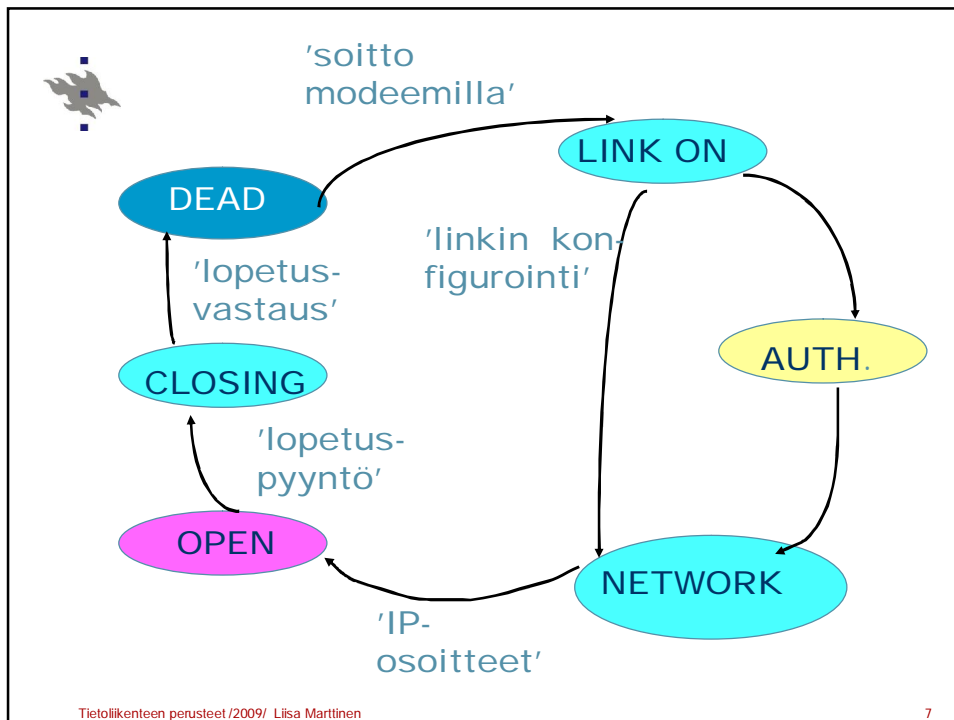 'soitto
modeemilla'
LINK ON
DEAD
'linkin kon-
figurointi'
'lopetus-
vastaus'
AUTH.
CLOSING
'lopetus-
pyyntö'
OPEN
NETWORK
'IP-
osoitteet'
Tietoliikenteen perusteet /2009/ Liisa Marttinen
7